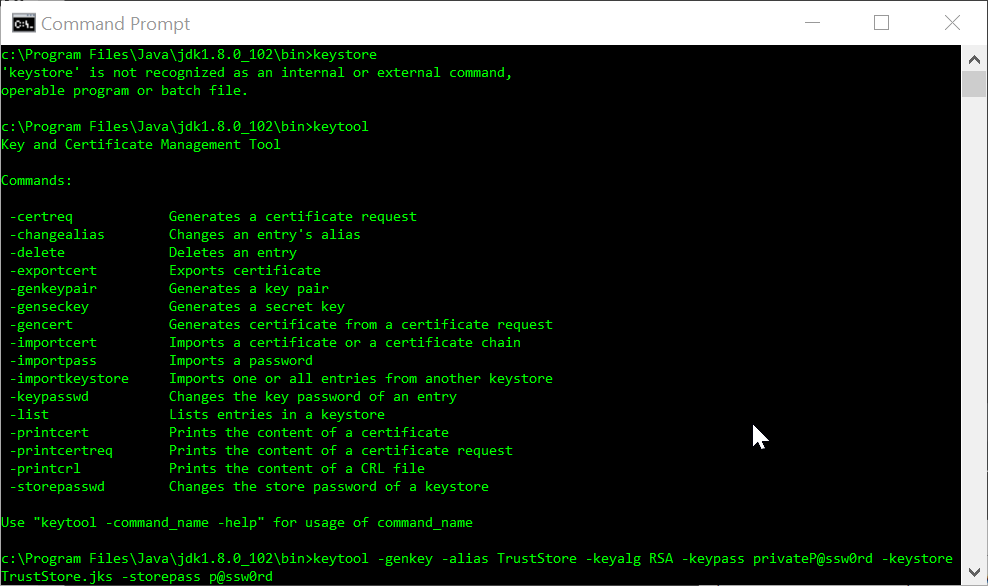 Command Prompt
c:\Program Files\Java\jdk1.8.0_102\bin>keystore
'keystore' is not recognized as an internal or external command,
operable program or batch file.
c:\Program Files\Java\jdk1.8.0_102\bin>keytool
Key and Certificate Management Tool
Commands:
-certreq Generates a certificate request
-changealias Changes an entry's alias
-delete Deletes an entry
-exportcert Exports certificate
-genkeypair Generates a key pair
-genseckey Generates a secret key
-gencert Generates certificate from a certificate request
-importcert Imports a certificate or a certificate chain
-importpass Imports a password
-importkeystore Imports one or all entries from another keystore
-keypasswd Changes the key password of an entry
-list Lists entries in a keystore
-printcert Prints the content of a certificate
-printcertreq Prints the content of a certificate request
-printcrl Prints the content of a CRL file
-storepasswd Changes the store password of a keystore
Use "keytool -command_name -help" for usage of command_name
c:\Program Files\Java\jdk1.8.0_102\bin>keytool -genkey -alias TrustStore -keyalg RSA -keypass privateP@ssw0rd -keystore
TrustStore.jks -storepass p@ssw0rd